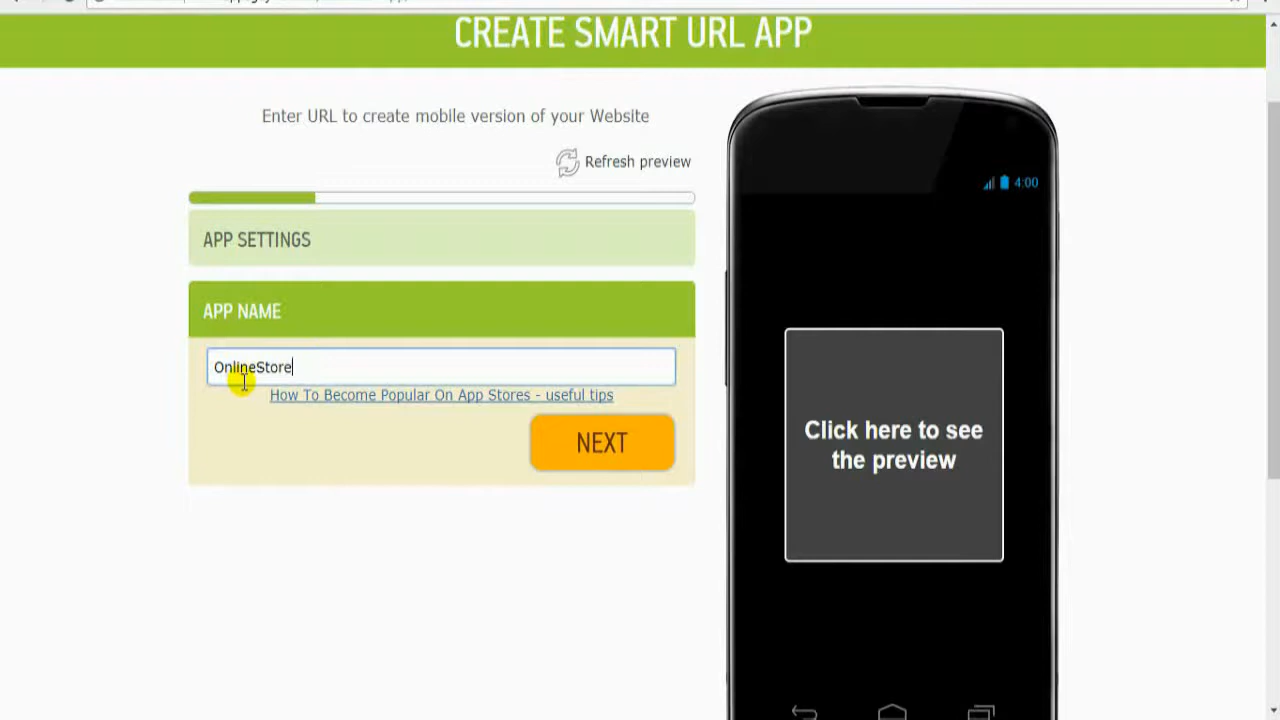 CREATE SMART URL APP
Enter URL to create mobile version of your Website
Refresh preview
4:00
APP SETTINGS
APP NAME
OnlineStore
How To Become Popular On App Stores - useful tips
NEXT
Click here to see
the preview